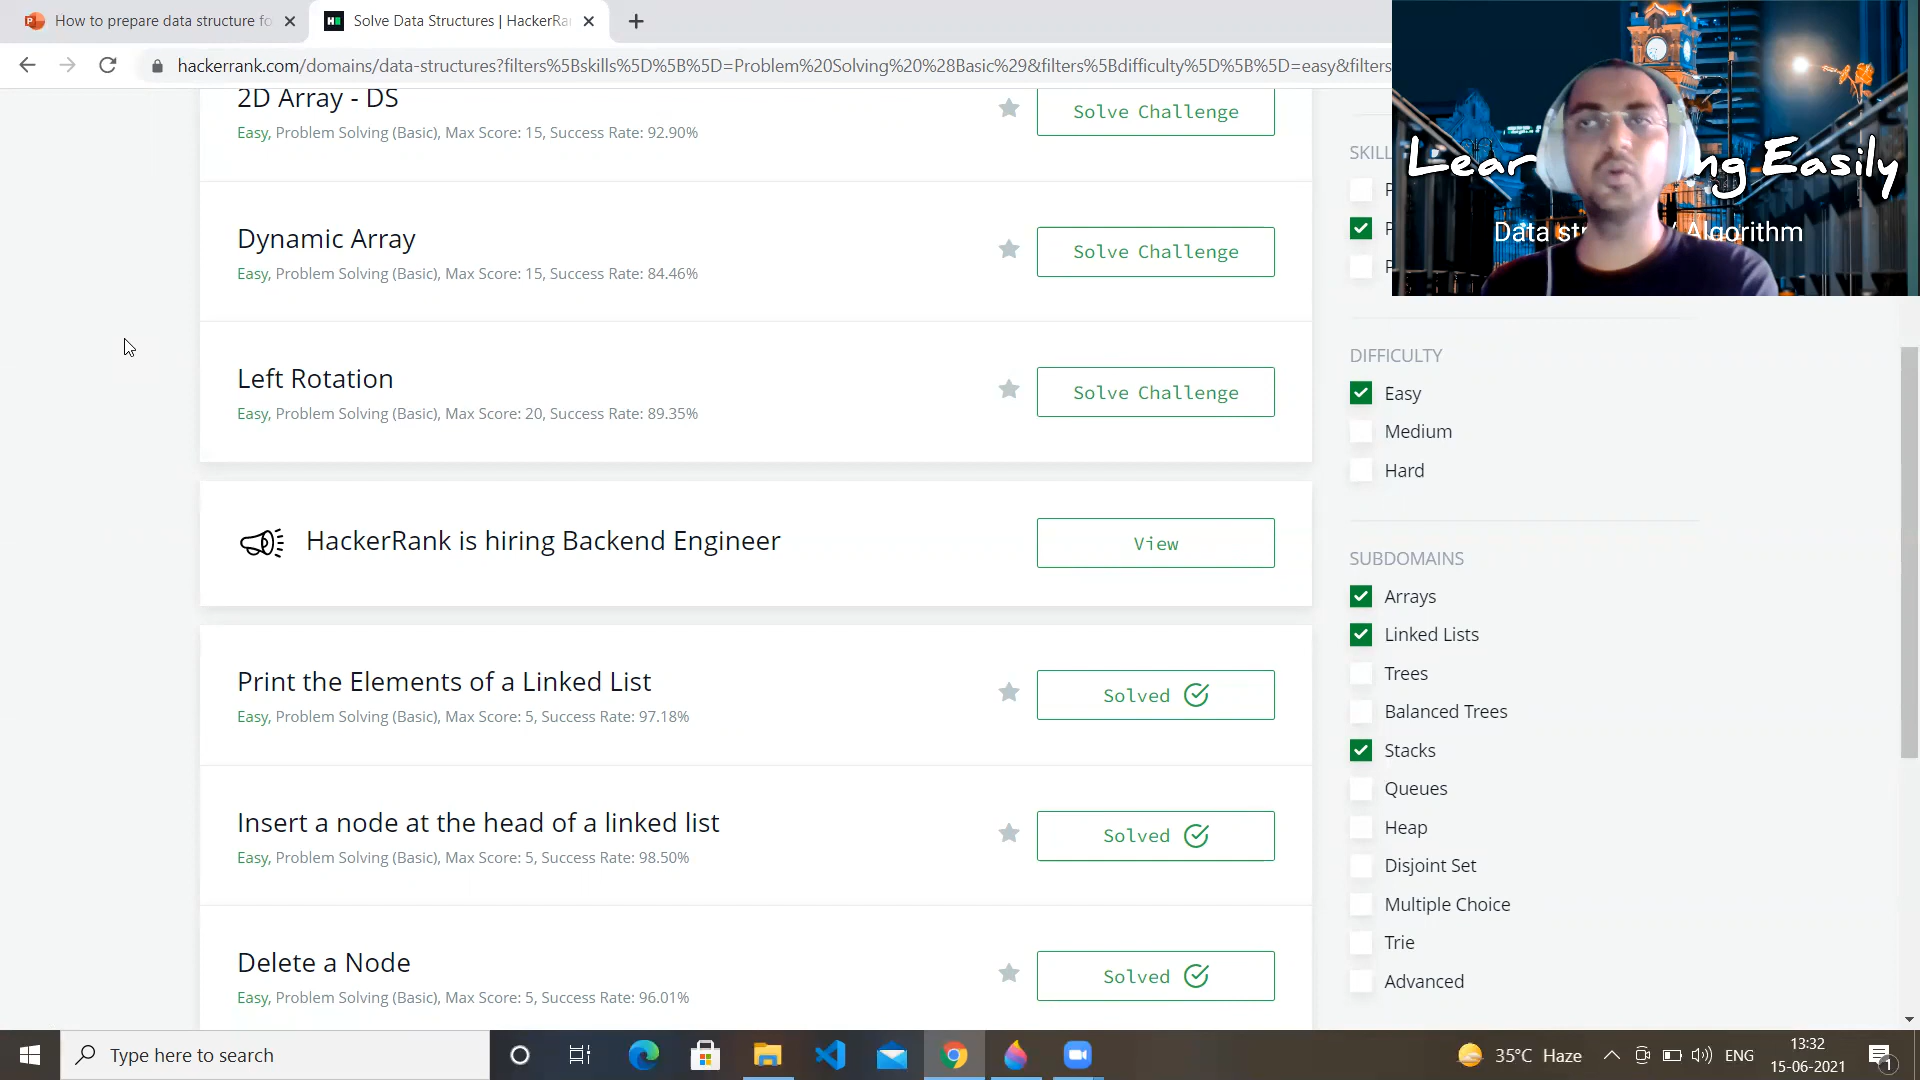 How to prepare data structure fo
Solve Data Structures | HackerRa
hackerrank.com/domains/data-structures?filters%5Bskills%5D%5B%5D=Problem%20Solving%20%28Basic%29&filters%5Bdifficulty%5D%5B%5D=easy&filters
2D Array - DS
Easy, Problem Solving (Basic), Max Score: 15, Success Rate: 92.90%
Solve Challenge
Dynamic Array
Easy, Problem Solving (Basic), Max Score: 15, Success Rate: 84.46%
Solve Challenge
Left Rotation
Easy, Problem Solving (Basic), Max Score: 20, Success Rate: 89.35%
Solve Challenge
HackerRank is hiring Backend Engineer
View
Print the Elements of a Linked List
Easy, Problem Solving (Basic), Max Score: 5, Success Rate: 97.18%
Solved
Insert a node at the head of a linked list
Easy, Problem Solving (Basic), Max Score: 5, Success Rate: 98.50%
Solved
Delete a Node
Easy, Problem Solving (Basic), Max Score: 5, Success Rate: 96.01%
Solved
SKILL
P
P
P
Easily
Data Algorithm
DIFFICULTY
Easy
Medium
Hard
SUBDOMAINS
Arrays
Linked Lists
Trees
Balanced Trees
Stacks
Queues
Heap
Disjoint Set
Multiple Choice
Trie
Advanced
Type here to search
35°C Haze
ENG
13:32
15-06-2021
1